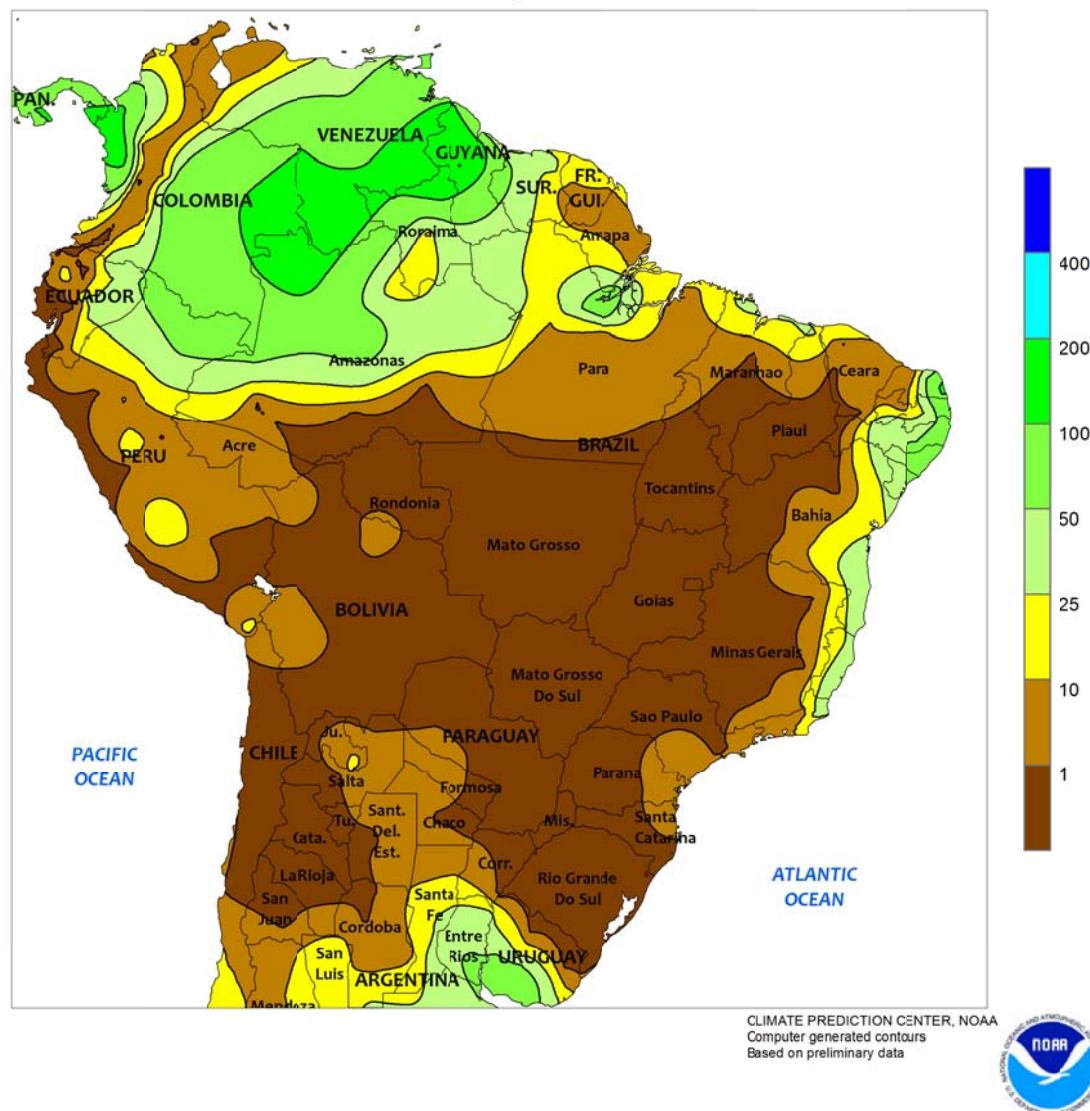 PAN.
VENEZUELA
GUYANA
COLOMBIA
SUR.
FR.
GUI.
Amapa
Roraima
ECUADOR
Amazonas
Para
Maranhao
Ceara
PERU
Acre
BRAZIL
Piaui
Rondonia
Tocantins
Bahia
Mato Grosso
BOLIVIA
Goias
Minas Gerais
Mato Grosso
Do Sul
Sao Paulo
PACIFIC
OCEAN
CHILE
Ju.
PARAGUAY
Salta
Formosa
Parana
Tu.
Sant.
Del.
Est.
Chaco
Mis.
Santa
Catariha
Cata.
LaRioja
Corr.
Rio Grande
Do Sul
ATLANTIC
OCEAN
San
Juan
Cordoba
Santa
Fe
Entre
Rios
URUGUAY
San
Luis
ARGENTINA
Mendoza
400
200
100
50
25
10
1
CLIMATE PREDICTION CENTER, NOAA
Computer generated contours
Based on preliminary data
NOAA